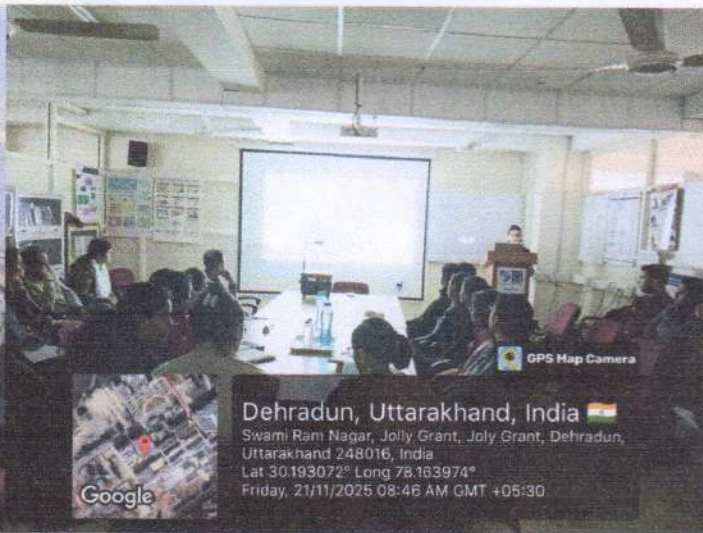 GPS Map Camera
Dehradun, Uttarakhand, India
Swami Ram Nagar, Jolly Grant, Joly Grant, Dehradun,
Uttarakhand 248016, India
Lat 30.193072° Long 78.163974°
Friday, 21/11/2025 08:46 AM GMT +05:30
Google